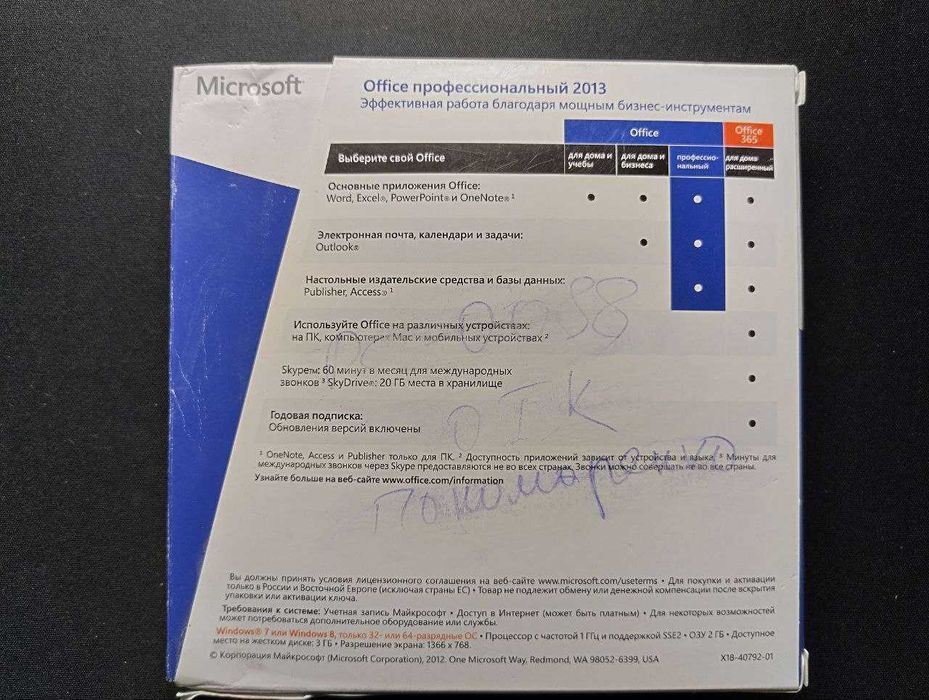 Microsoft
Office профессиональный 2013
Эффективная работа благодаря мощным бизнес-инструментам
Office
Office 365
Выберите свой Office
для дома и учебы
для дома и бизнеса
профессио-нальный
для дома расширенный
Основные приложения Office:
Word, Excel®, PowerPoint® и OneNote® ¹
Электронная почта, календари и задачи:
Outlook®
Настольные издательские средства и базы данных:
Publisher, Access® ¹
Используйте Office на различных устройствах:
на ПК, компьютерах Mac и мобильных устройствах ²
Skype™: 60 минут в месяц для международных
звонков ³ SkyDrive®: 20 ГБ места в хранилище
Годовая подписка:
Обновления версий включены
О І К
Пономаренко
¹ OneNote, Access и Publisher только для ПК. ² Доступность приложений зависит от устройства и языка. ³ Минуты для
международных звонков через Skype предоставляются не во всех странах. Звонки можно совершать не во все страны.
Узнайте больше на веб-сайте www.office.com/information
Вы должны принять условия лицензионного соглашения на веб-сайте www.microsoft.com/useterms • Для покупки и активации
только в России и Восточной Европе (исключая страны ЕС) • Товар не подлежит обмену или денежной компенсации после вскрытия
упаковки или активации ключа.
Требования к системе: Учетная запись Майкрософт • Доступ в Интернет (может быть платным) • Для некоторых возможностей
может потребоваться дополнительное оборудование или службы.
Windows® 7 или Windows 8, только 32- или 64-разрядные ОС • Процессор с частотой 1 ГГц и поддержкой SSE2 • ОЗУ 2 ГБ • Доступное
место на жестком диске: 3 ГБ • Разрешение экрана: 1366 x 768.
© Корпорация Майкрософт (Microsoft Corporation), 2012. One Microsoft Way, Redmond, WA 98052-6399, USA
X18-40792-01